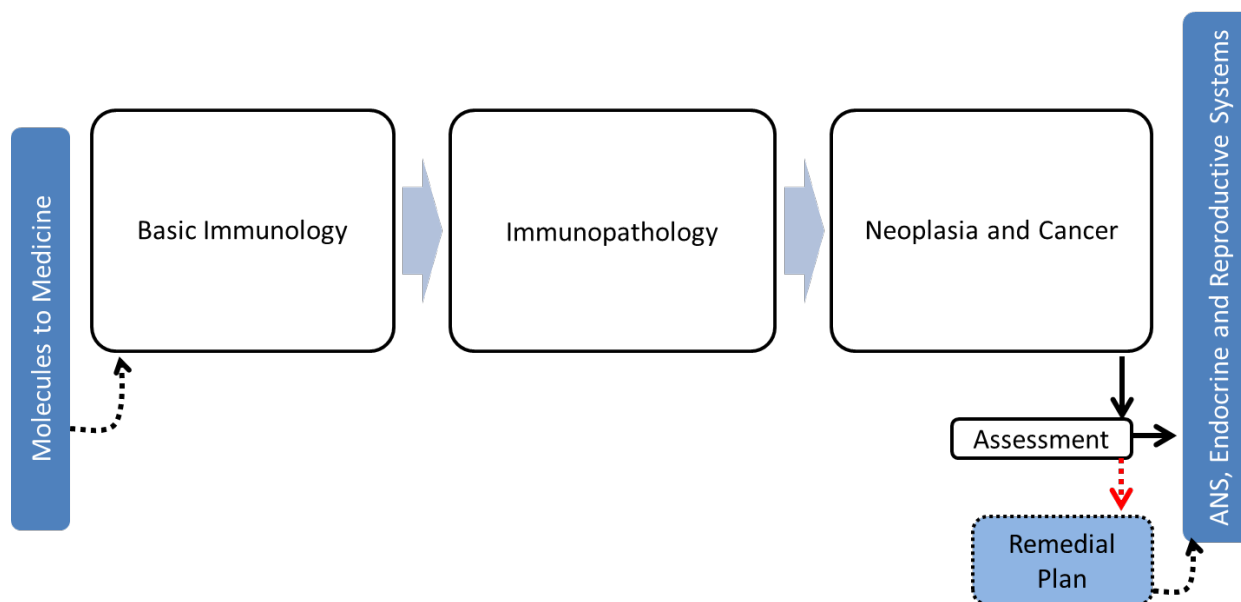 Molecules to Medicine
Basic Immunology
Immunopathology
Neoplasia and Cancer
Assessment
Remedial
Plan
ANS, Endocrine and Reproductive Systems